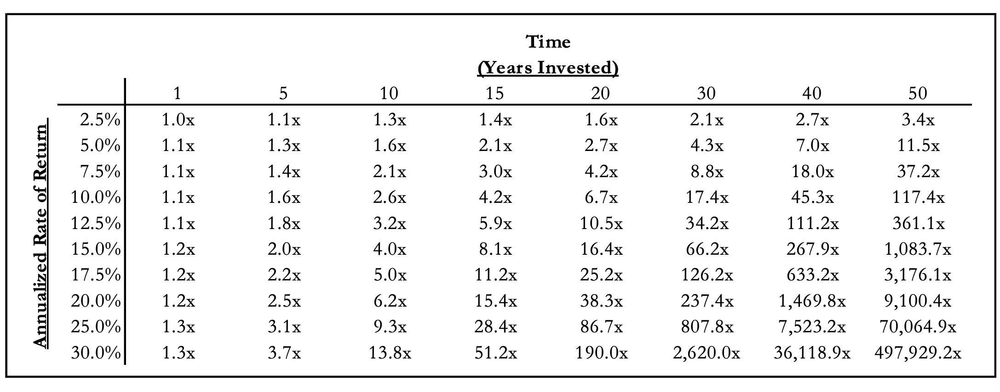 Time
(Years Invested)
1 5 10 15 20 30 40 50
Annualized Rate of Return
2.5% 1.0x 1.1x 1.3x 1.4x 1.6x 2.1x 2.7x 3.4x
5.0% 1.1x 1.3x 1.6x 2.1x 2.7x 4.3x 7.0x 11.5x
7.5% 1.1x 1.4x 2.1x 3.0x 4.2x 8.8x 18.0x 37.2x
10.0% 1.1x 1.6x 2.6x 4.2x 6.7x 17.4x 45.3x 117.4x
12.5% 1.1x 1.8x 3.2x 5.9x 10.5x 34.2x 111.2x 361.1x
15.0% 1.2x 2.0x 4.0x 8.1x 16.4x 66.2x 267.9x 1,083.7x
17.5% 1.2x 2.2x 5.0x 11.2x 25.2x 126.2x 633.2x 3,176.1x
20.0% 1.2x 2.5x 6.2x 15.4x 38.3x 237.4x 1,469.8x 9,100.4x
25.0% 1.3x 3.1x 9.3x 28.4x 86.7x 807.8x 7,523.2x 70,064.9x
30.0% 1.3x 3.7x 13.8x 51.2x 190.0x 2,620.0x 36,118.9x 497,929.2x